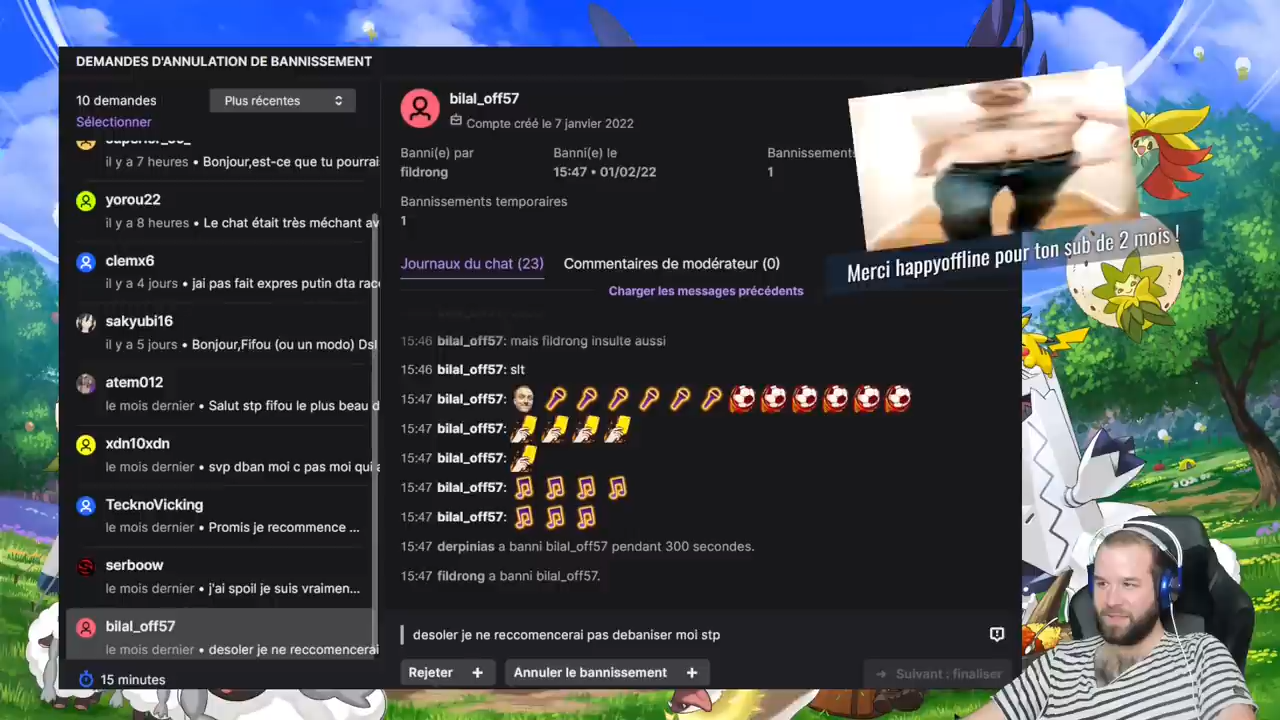 DEMANDES D'ANNULATION DE BANNISSEMENT
10 demandes
Plus récentes
Sélectionner
il y a 7 heures • Bonjour,est-ce que tu pourrai
yorou22
il y a 8 heures • Le chat était très méchant av
clemx6
il y a 4 jours • jai pas fait expres putin dta rac
sakyubi16
il y a 5 jours • Bonjour,Fifou (ou un modo) Dsl
atem012
le mois dernier • Salut stp fifou le plus beau d
xdn10xdn
le mois dernier • svp dban moi c pas moi qui a
TecknoVicking
le mois dernier • Promis je recommence ...
serboow
le mois dernier • j'ai spoil je suis vraimen...
bilal_off57
le mois dernier • desoler je ne reccomencerai
15 minutes
bilal_off57
Compte créé le 7 janvier 2022
Banni(e) par
fildrong
Banni(e) le
15:47 • 01/02/22
Bannissements
1
Bannissements temporaires
1
Journaux du chat (23)
Commentaires de modérateur (0)
Charger les messages précédents
15:46 bilal_off57: mais fildrong insulte aussi
15:46 bilal_off57: slt
15:47 bilal_off57:
15:47 bilal_off57:
15:47 bilal_off57:
15:47 bilal_off57:
15:47 bilal_off57:
15:47 derpinias a banni bilal_off57 pendant 300 secondes.
15:47 fildrong a banni bilal_off57.
desoler je ne reccomencerai pas debaniser moi stp
Rejeter +
Annuler le bannissement +
→ Suivant : finaliser
Merci happyoffline pour ton sub de 2 mois !